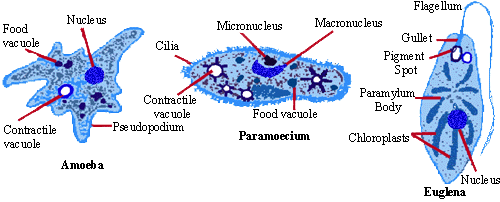 Food
vacuole
Nucleus
Contractile
vacuole
Pseudopodium
Amoeba
Micronucleus
Macronucleus
Cilia
Contractile
vacuole
Food vacuole
Paramoecium
Flagellum
Gullet
Pigment
Spot
Paramylum
Body
Chloroplasts
Nucleus
Euglena